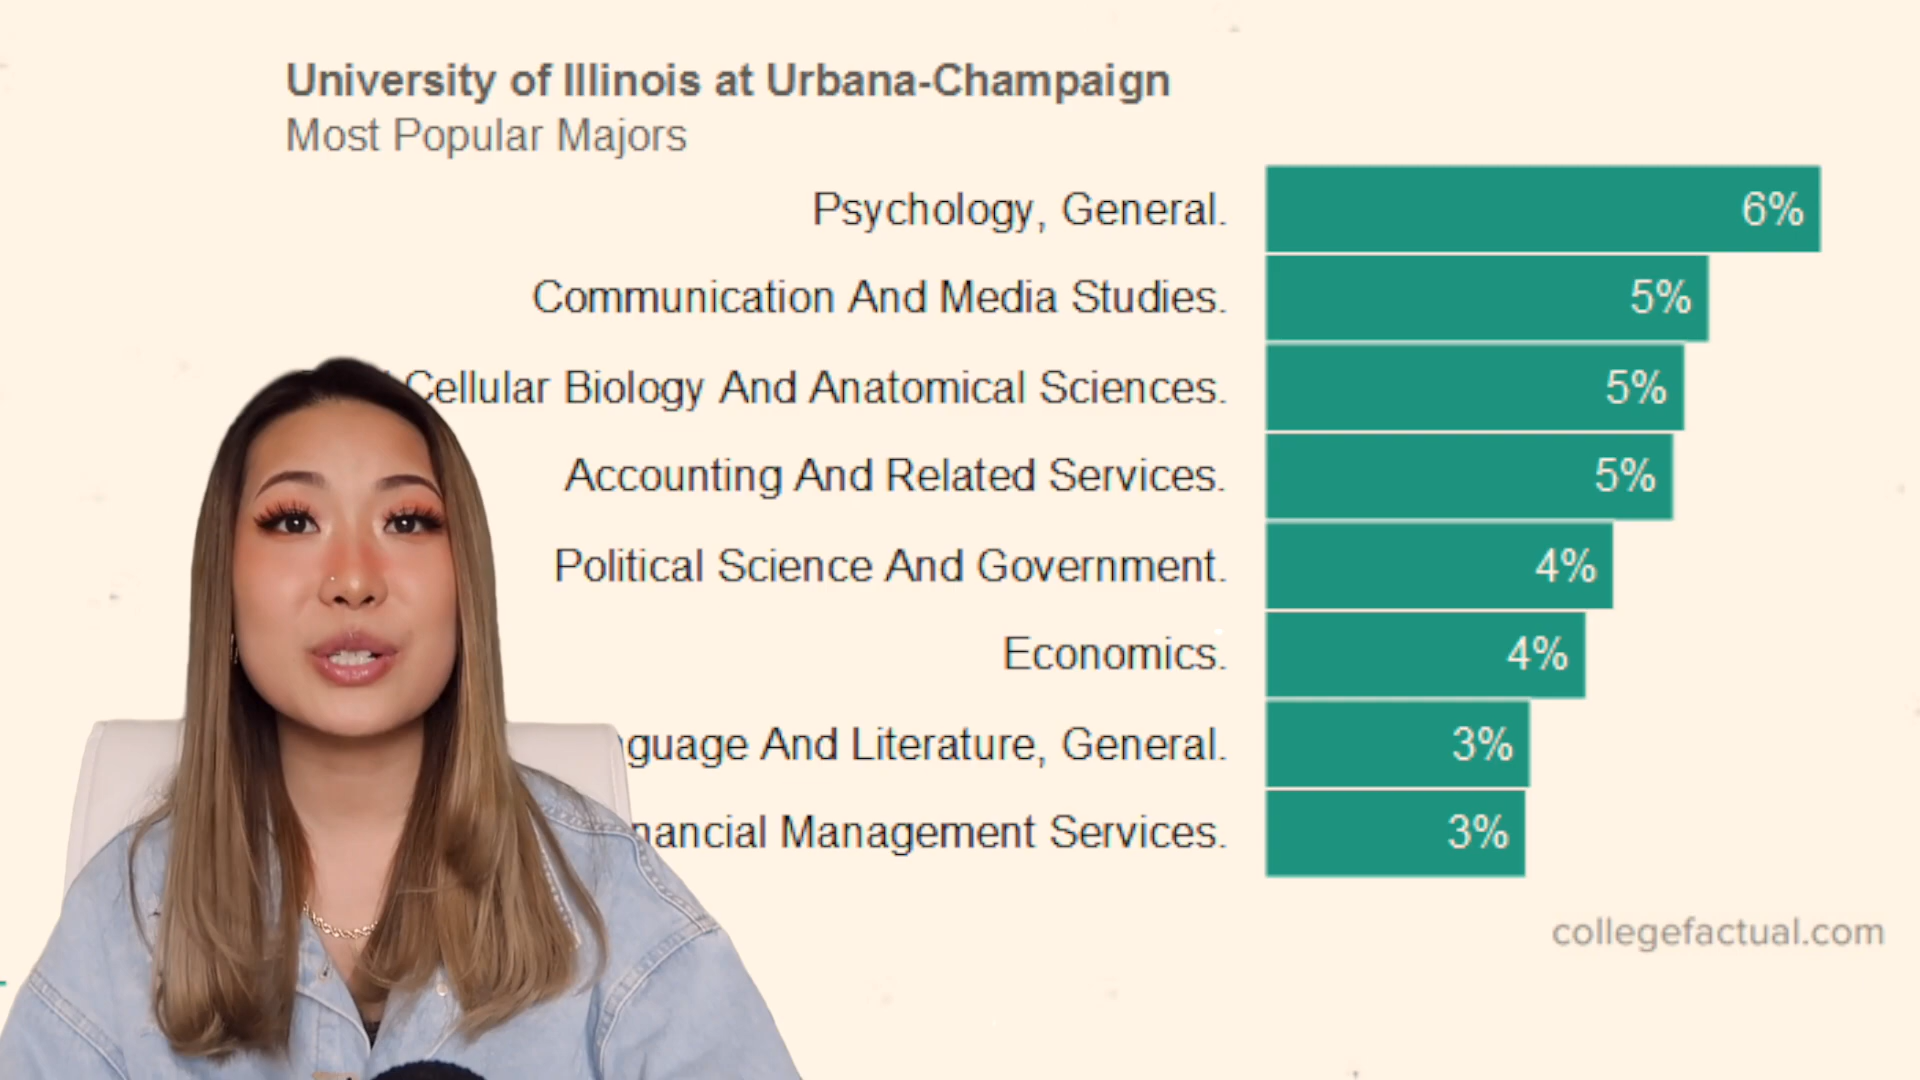 University of Illinois at Urbana-Champaign
Most Popular Majors
Psychology, General. 6%
Communication And Media Studies. 5%
Cellular Biology And Anatomical Sciences. 5%
Accounting And Related Services. 5%
Political Science And Government. 4%
Economics. 4%
And Literature, General. 3%
Management Services. 3%
collegefactual.com